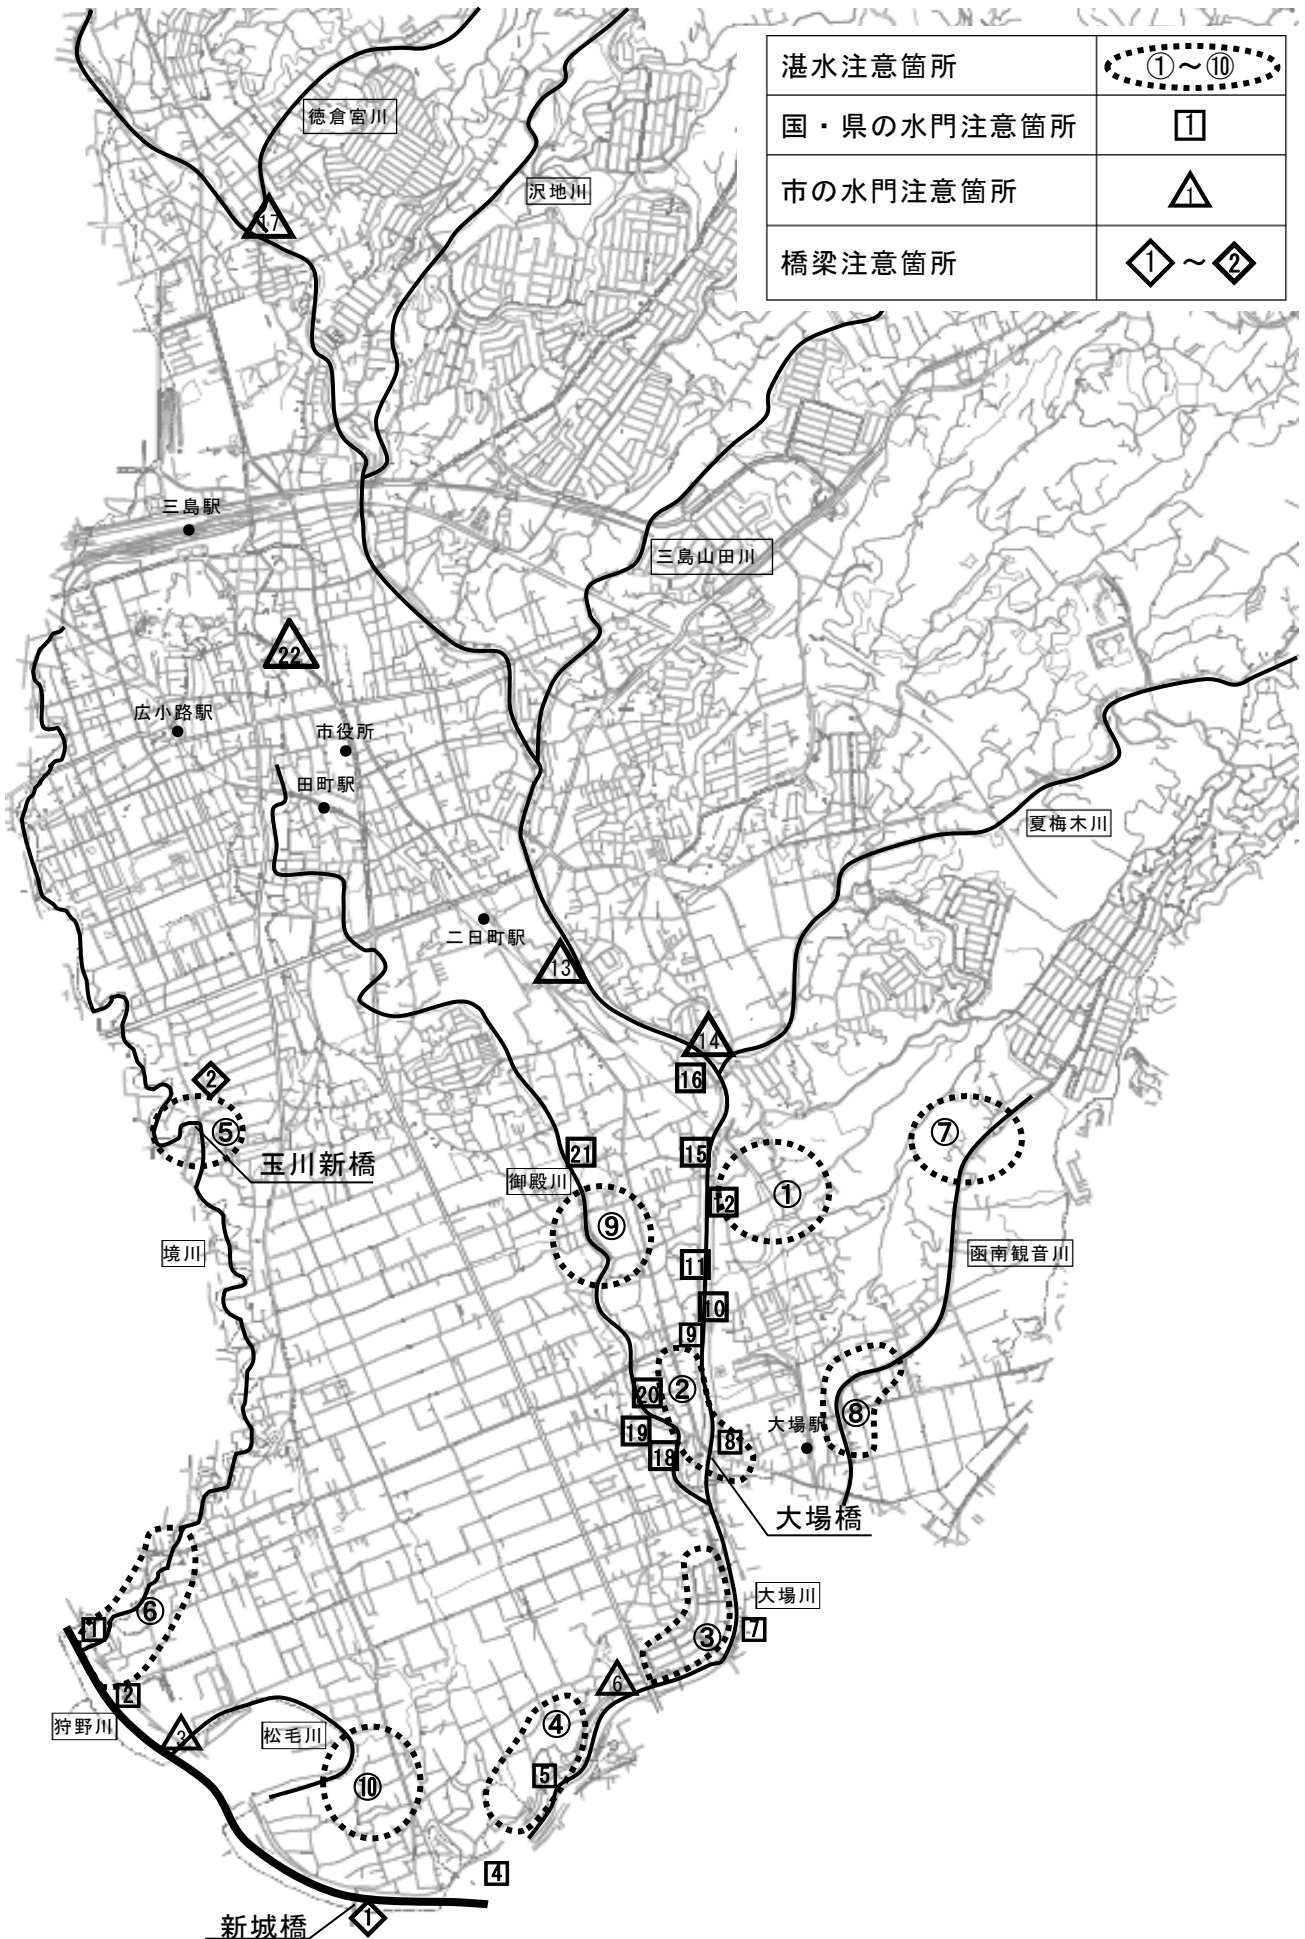 湛水注意箇所 ①～⑩
国・県の水門注意箇所 1
市の水門注意箇所 1
橋梁注意箇所 1～2
徳倉宮川
沢地川
17
三島駅
三島山田川
22
広小路駅
市役所
田町駅
夏梅木川
二日町駅
13
14
16
2
⑤
玉川新橋
21
15
⑦
御殿川
12
①
⑨
境川
11
函南観音川
10
9
②
20
⑧
大場駅
19
8
18
大場橋
大場川
⑥
1
③
7
6
2
狩野川
3
松毛川
④
5
⑩
4
1
新城橋